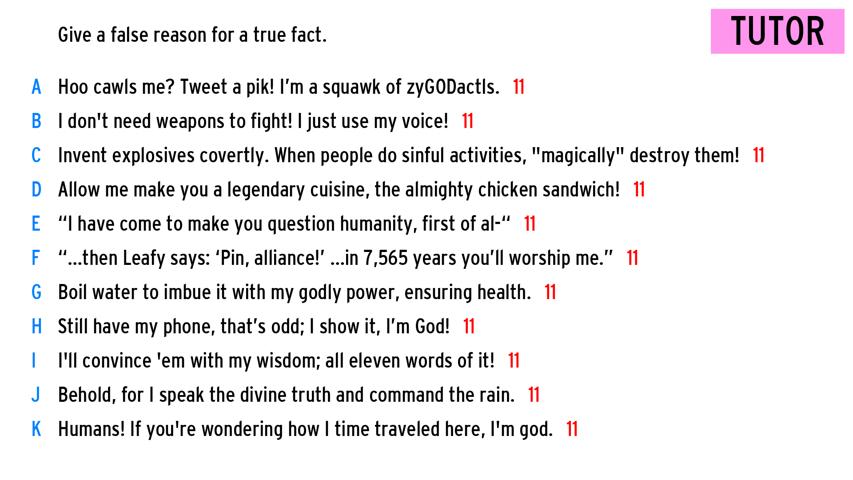 Give a false reason for a true fact.
TUTOR
A Hoo cawls me? Tweet a pik! I’m a squawk of zyGODactls. 11
B I don't need weapons to fight! I just use my voice! 11
C Invent explosives covertly. When people do sinful activities, "magically" destroy them! 11
D Allow me make you a legendary cuisine, the almighty chicken sandwich! 11
E “I have come to make you question humanity, first of al-“ 11
F “...then Leafy says: ‘Pin, alliance!’ ...in 7,565 years you’ll worship me.” 11
G Boil water to imbue it with my godly power, ensuring health. 11
H Still have my phone, that’s odd; I show it, I’m God! 11
I I'll convince 'em with my wisdom; all eleven words of it! 11
J Behold, for I speak the divine truth and command the rain. 11
K Humans! If you're wondering how I time traveled here, I'm god. 11